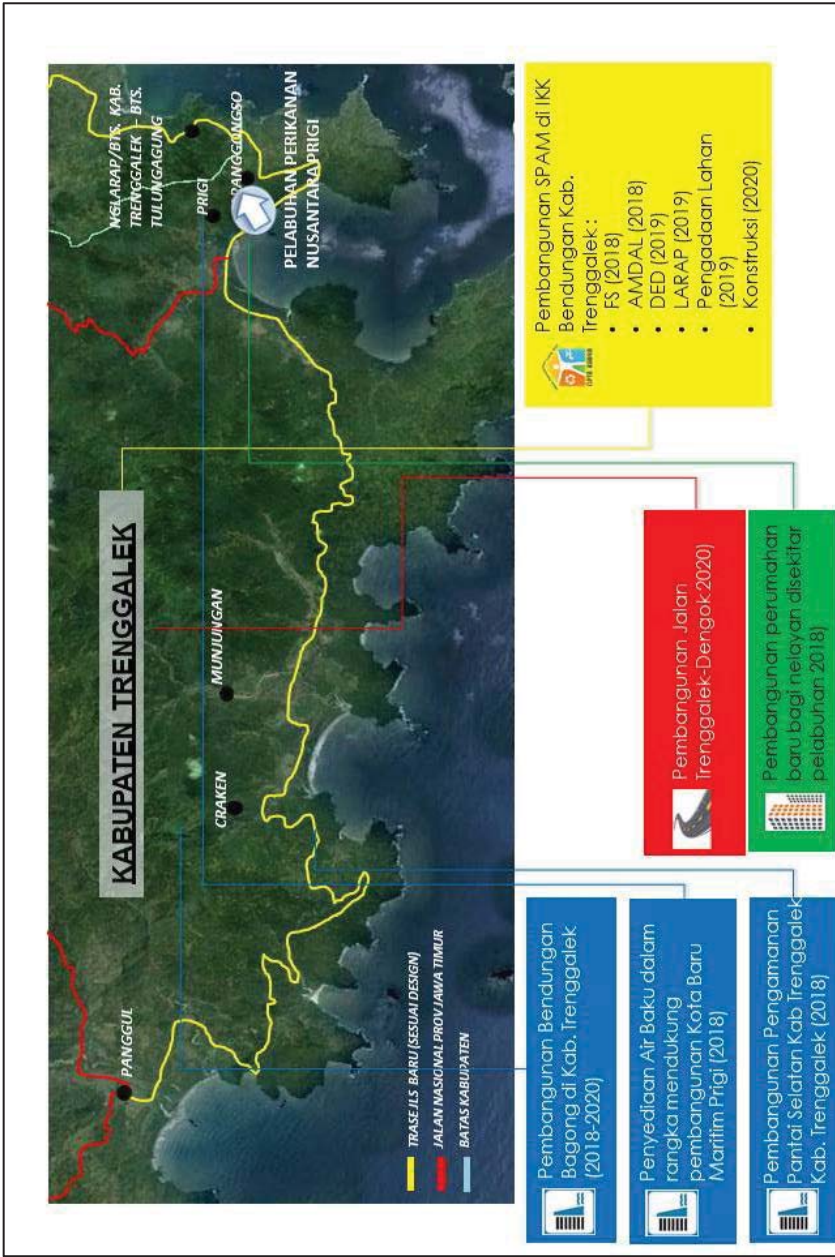 KABUPATEN TRENGGALEK
PANGGUL
CRAKEN
MUNJUNGAN
NGLARAP/BTS. KAB.
TRENGGALEK – BTS.
TULUNGAGUNG
PRIGI
PANGGONGSO
PELABUHAN PERIKANAN
NUSANTARA PRIGI
TRASE JLS BARU (SESUAI DESIGN)
JALAN NASIONAL PROV JAWA TIMUR
BATAS KABUPATEN
Pembangunan Bendungan
Bagong di Kab. Trenggalek
(2018-2020)
Penyediaan Air Baku dalam
rangka mendukung
pembangunan Kota Baru
Maritim Prigi (2018)
Pembangunan Pengamanan
Pantai Selatan Kab Trenggalek
Kab. Trenggalek (2018)
Pembangunan Jalan
Trenggalek-Dengok2020)
Pembangunan perumahan
baru bagi nelayan disekitar
pelabuhan 2018)
Pembangunan SPAM di IKK
Bendungan Kab.
Trenggalek :
• FS (2018)
• AMDAL (2018)
• DED (2019)
• LARAP (2019)
• Pengadaan Lahan
(2019)
• Konstruksi (2020)